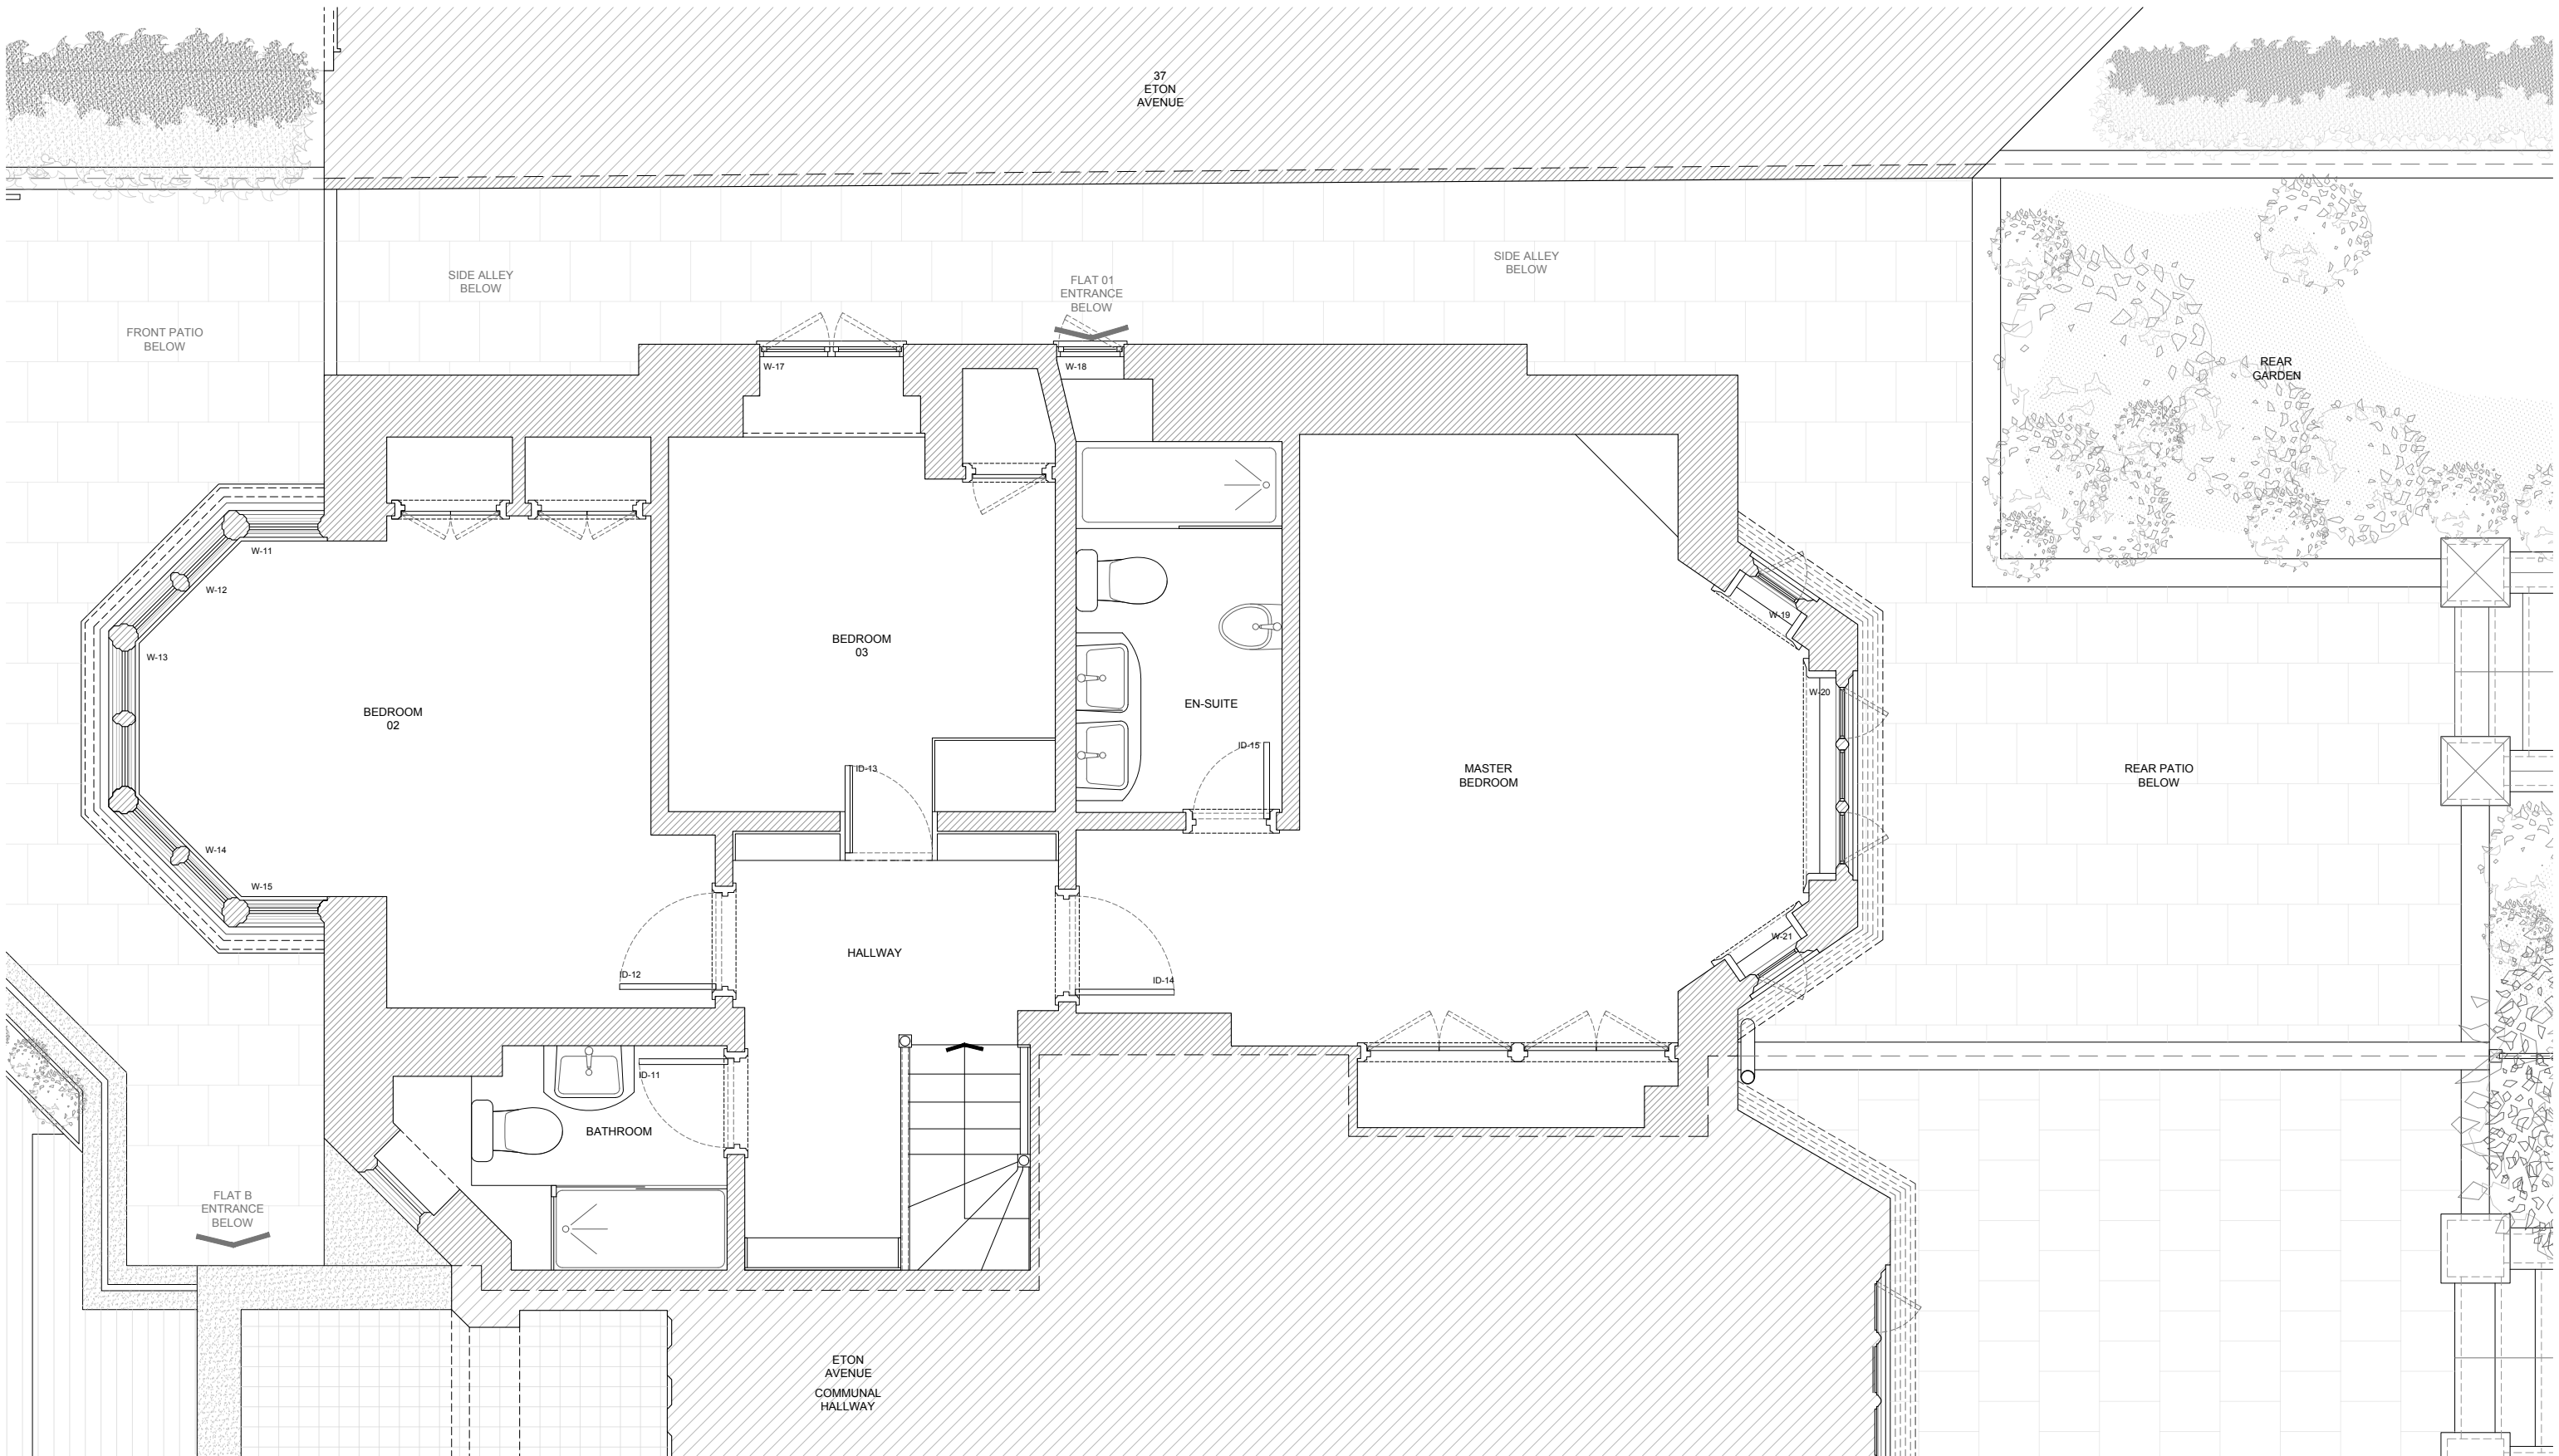 37
ETON
AVENUE
SIDE ALLEY
BELOW
SIDE ALLEY
BELOW
FLAT 01
ENTRANCE
BELOW
FRONT PATIO
BELOW
REAR
GARDEN
W-17
W-18
W-11
W-12
W-13
W-19
BEDROOM
03
W-20
EN-SUITE
BEDROOM
02
ID-15
ID-13
MASTER
BEDROOM
REAR PATIO
BELOW
W-14
W-15
W-21
HALLWAY
ID-12
ID-14
ID-11
BATHROOM
FLAT B
ENTRANCE
BELOW
ETON
AVENUE
COMMUNAL
HALLWAY